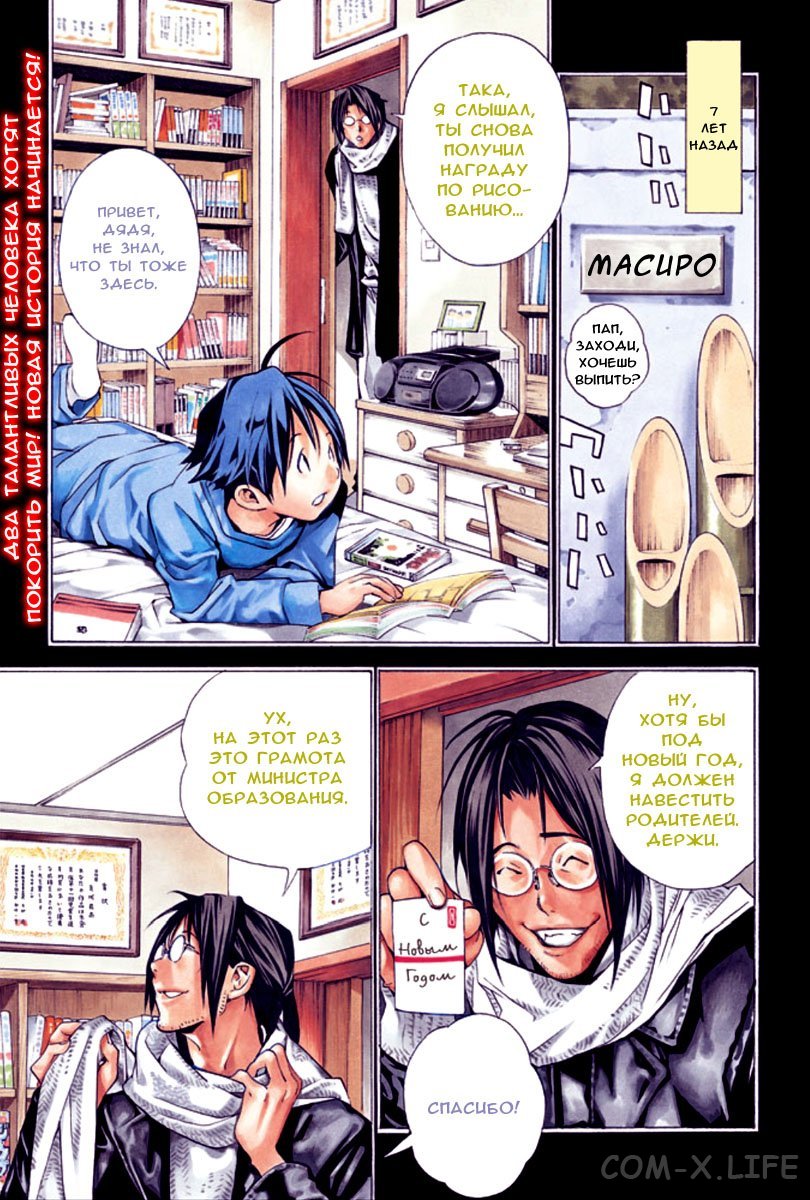 ДВА ТАЛАНТЛИВЫХ ЧЕЛОВЕКА ХОТЯТ
ПОКОРИТЬ МИР! НОВАЯ ИСТОРИЯ НАЧИНАЕТСЯ!
7
ЛЕТ
НАЗАД
МАСИРО
ПАП,
ЗАХОДИ,
ХОЧЕШЬ
ВЫПИТЬ?
ТАКА,
Я СЛЫШАЛ,
ТЫ СНОВА
ПОЛУЧИЛ
НАГРАДУ
ПО РИСО-
ВАНИЮ...
ПРИВЕТ,
ДЯДЯ,
НЕ ЗНАЛ,
ЧТО ТЫ ТОЖЕ
ЗДЕСЬ.
НУ,
ХОТЯ БЫ
ПОД
НОВЫЙ ГОД,
Я ДОЛЖЕН
НАВЕСТИТЬ
РОДИТЕЛЕЙ.
ДЕРЖИ.
С
Новым
Годом
СПАСИБО!
УХ,
НА ЭТОТ РАЗ
ЭТО ГРАМОТА
ОТ МИНИСТРА
ОБРАЗОВАНИЯ.
COM-X.LIFE